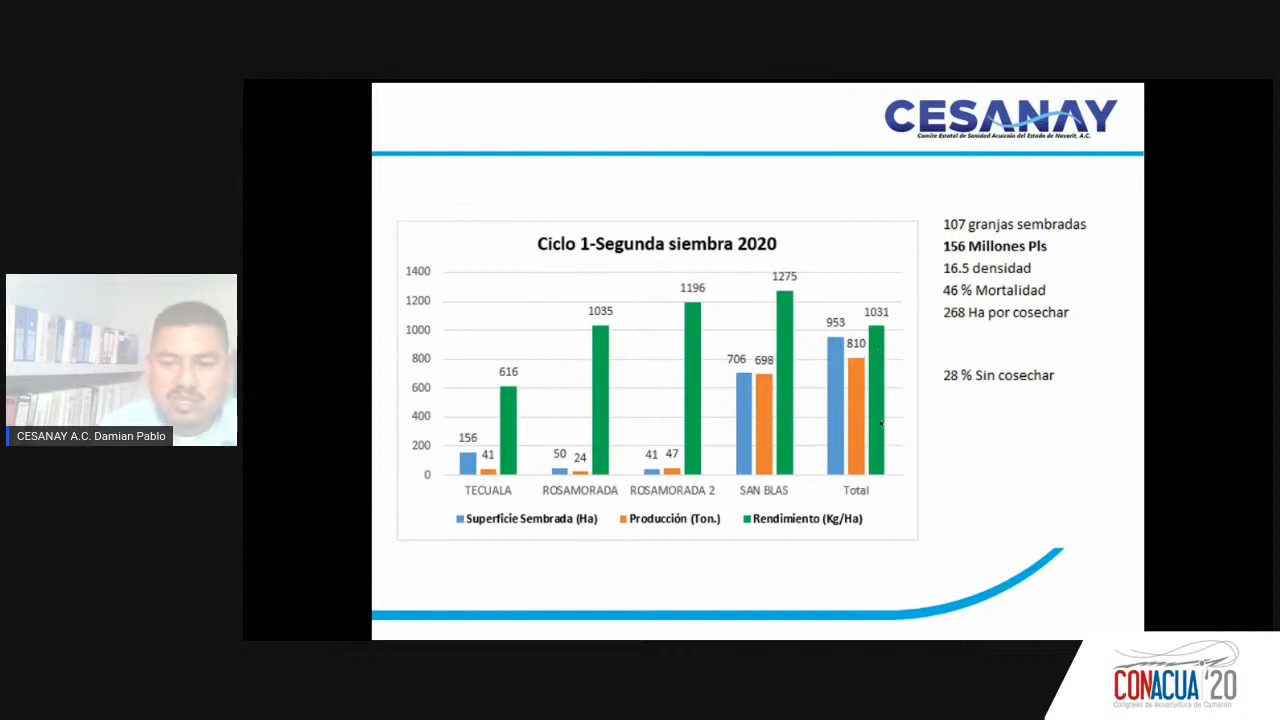 CESANAY
Comite Estatal de Sanidad Acuicola del Estado de Nayarit, A.C.
Ciclo 1-Segunda siembra 2020
1400
1200
1000
800
600
400
200
0
156
41
616
50
24
1035
41
47
1196
706
698
1275
953
810
1031
TECUALA
ROSAMORADA
ROSAMORADA 2
SAN BLAS
Total
Superficie Sembrada (Ha)
Producción (Ton.)
Rendimiento (Kg/Ha)
107 granjas sembradas
156 Millones Pls
16.5 densidad
46 % Mortalidad
268 Ha por cosechar
28 % Sin cosechar
CESANAY A.C. Damian Pablo
CONACUA '20
Congreso de Acuacultura de Camarón